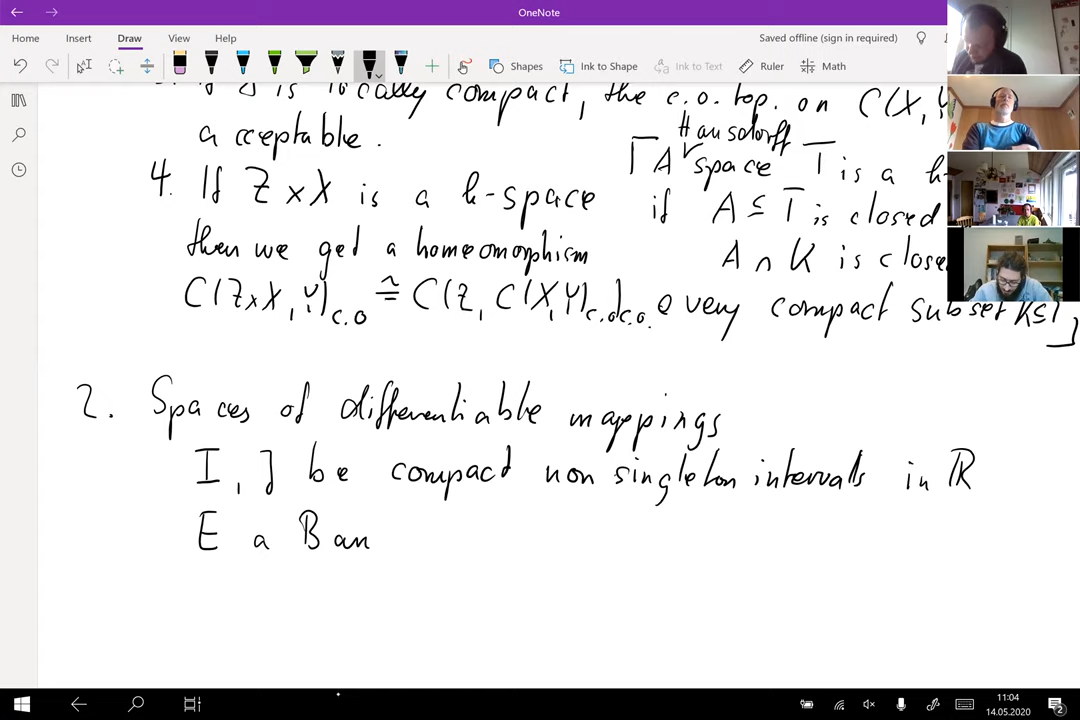 OneNote
Home Insert Draw View Help Saved offline (sign in required)
Shapes Ink to Shape Ink to Text Ruler Math
is locally compact, the c.o. top. on C(X, Y
acceptable.
Hausdorff
⌈A space T is a k-
4. If Z × X is a k-space
if A ⊆ T is closed
then we get a homeomorphism
A ∩ K is close
C(Z×X, Y)c.o ≅ C(Z, C(X,Y)c.o)c.o.
every compact subset K⊆T⌋
2. Spaces of differentiable mappings
I, J be compact non singleton intervalls in ℝ
E a Ban
11:04
14.05.2020
2